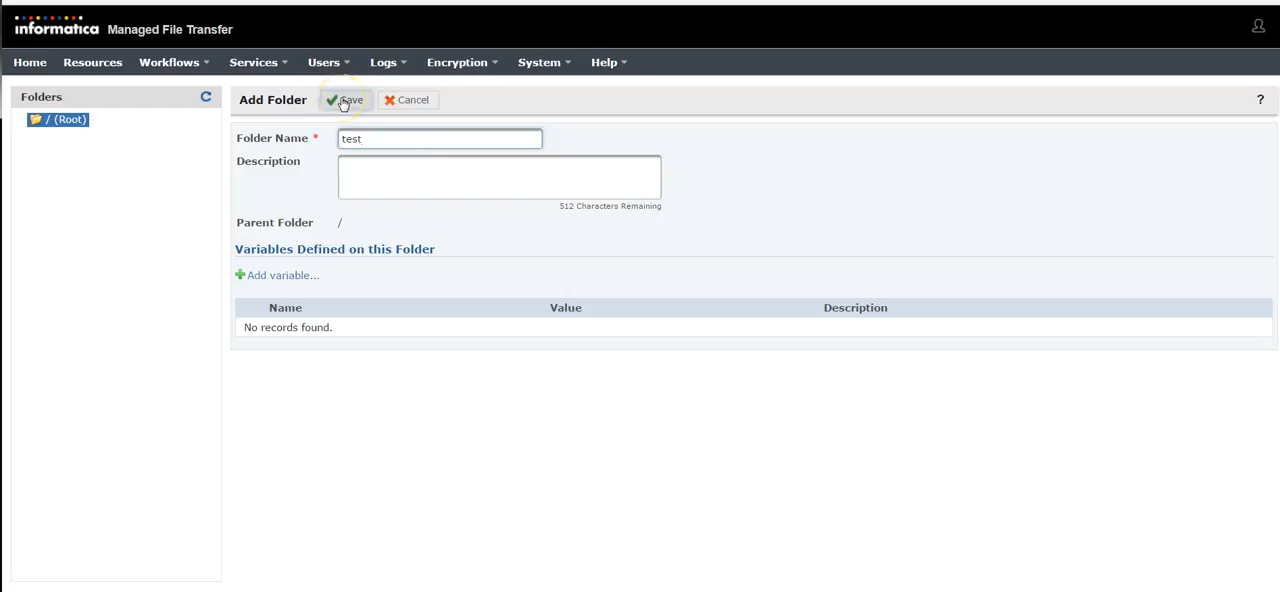 informatica Managed File Transfer
Home Resources Workflows Services Users Logs Encryption System Help
Folders
/ (Root)
Add Folder Save Cancel ?
Folder Name * test
Description
512 Characters Remaining
Parent Folder /
Variables Defined on this Folder
Add variable...
Name Value Description
No records found.